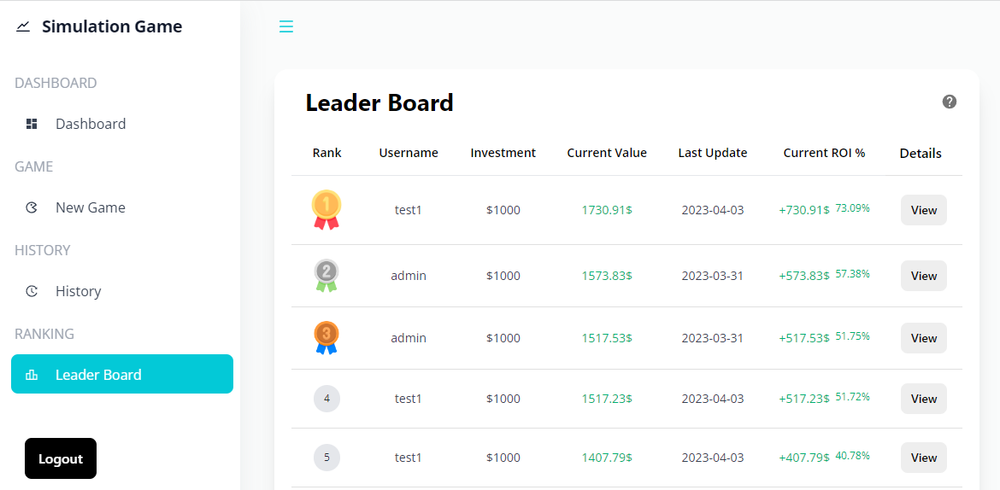 Simulation Game
DASHBOARD
Dashboard
GAME
New Game
HISTORY
History
RANKING
Leader Board
Logout
Leader Board
?
Rank Username Investment Current Value Last Update Current ROI % Details
1 test1 $1000 1730.91$ 2023-04-03 +730.91$ 73.09% View
2 admin $1000 1573.83$ 2023-03-31 +573.83$ 57.38% View
3 admin $1000 1517.53$ 2023-03-31 +517.53$ 51.75% View
4 test1 $1000 1517.23$ 2023-04-03 +517.23$ 51.72% View
5 test1 $1000 1407.79$ 2023-04-03 +407.79$ 40.78% View